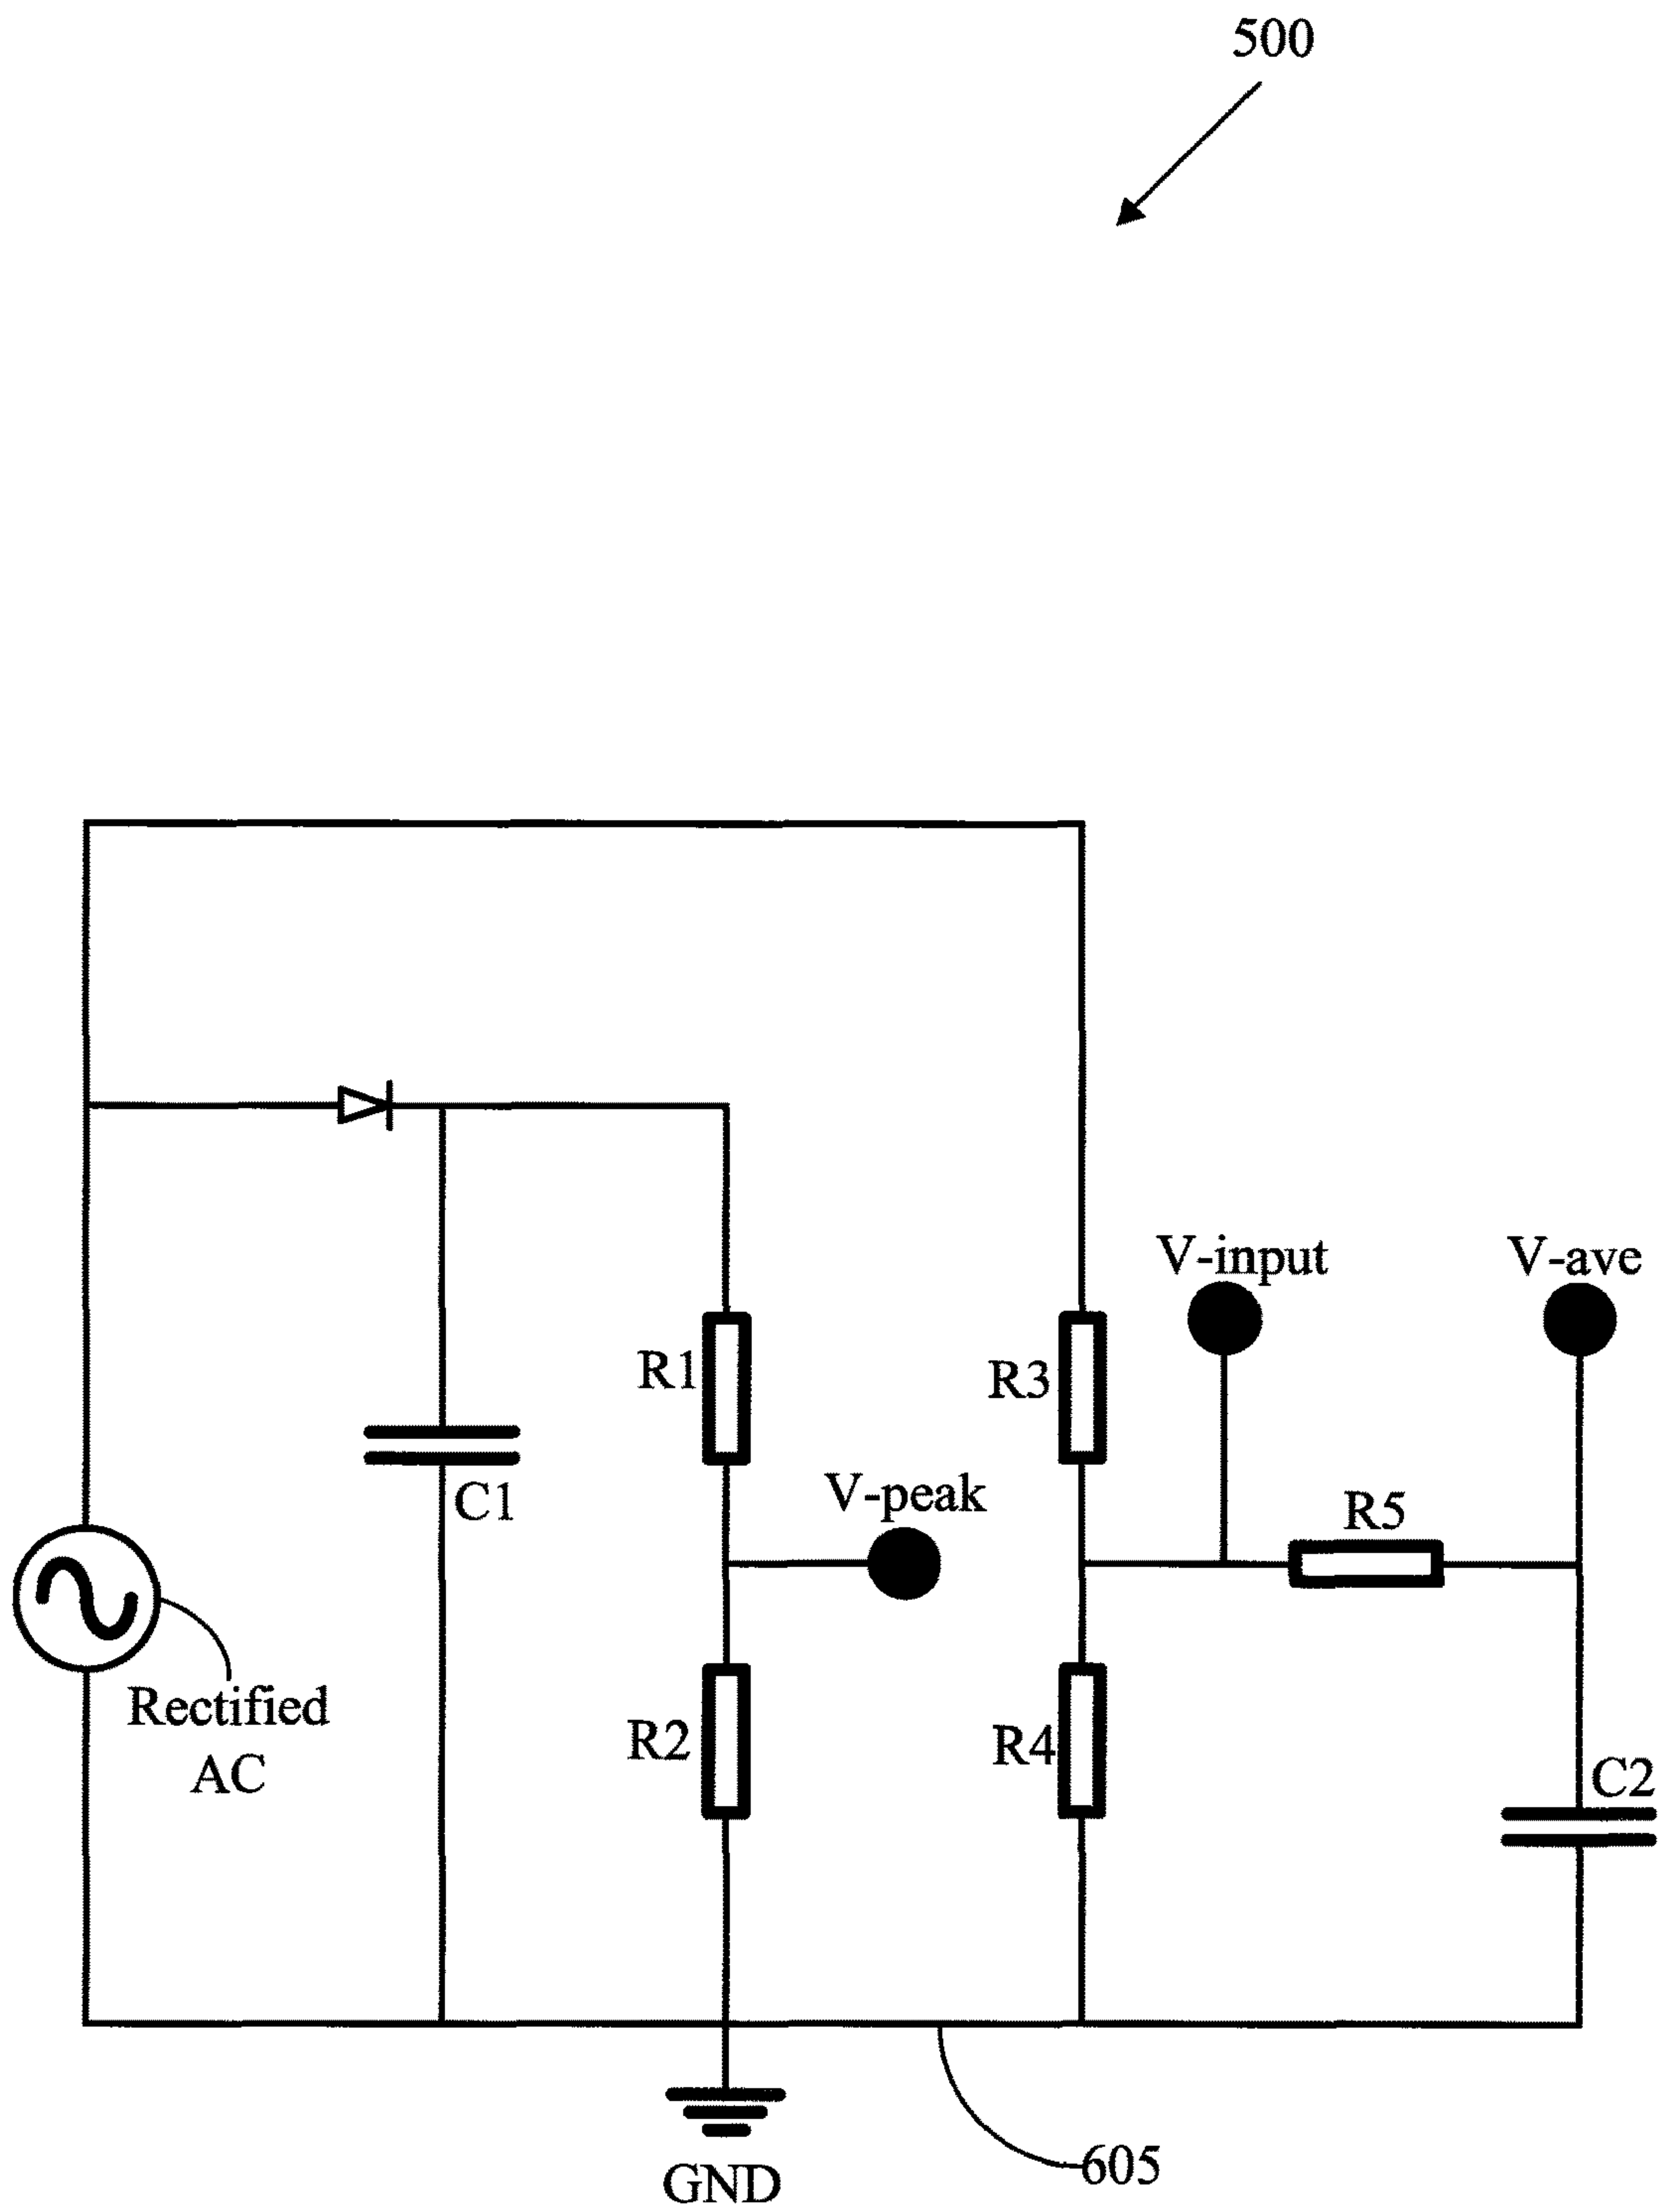 500
V-input
V-ave
R1
R3
V-peak
R5
C1
Rectified
AC
R2
R4
C2
GND
605